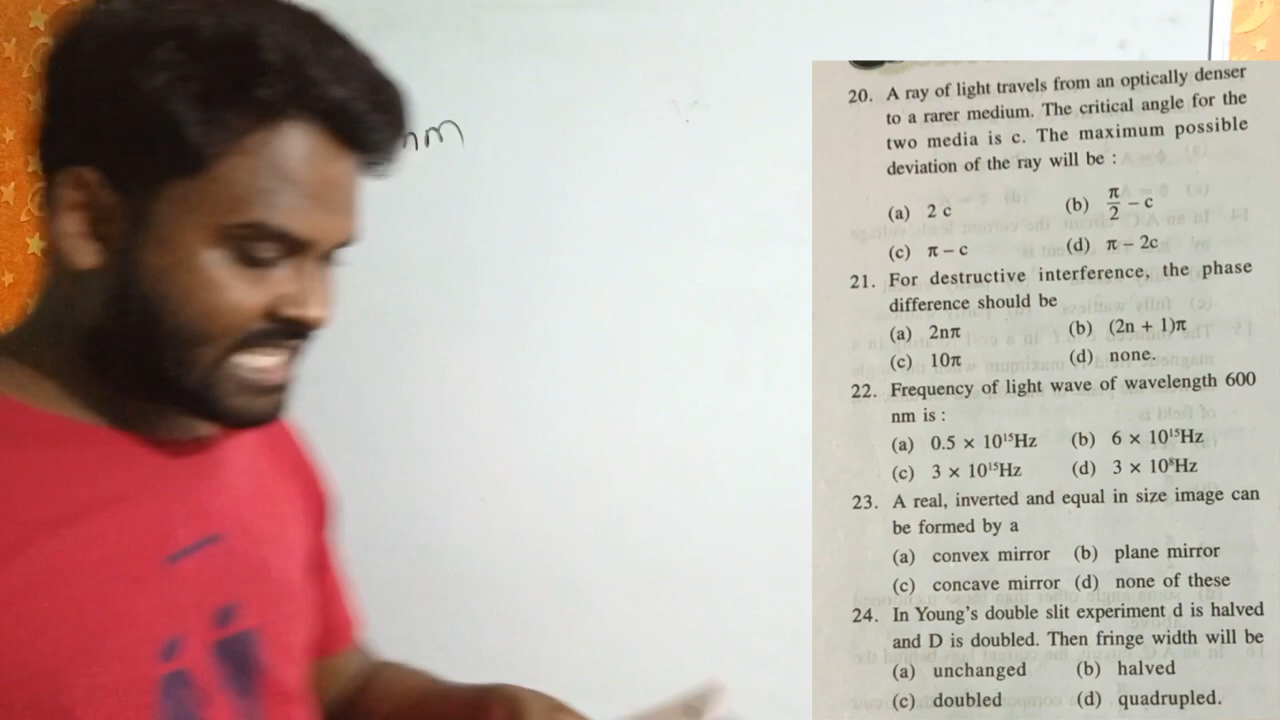 nm
20. A ray of light travels from an optically denser
to a rarer medium. The critical angle for the
two media is c. The maximum possible
deviation of the ray will be :
(a) 2 c (b) π/2 – c
(c) π – c (d) π – 2c
21. For destructive interference, the phase
difference should be
(a) 2nπ (b) (2n + 1)π
(c) 10π (d) none.
22. Frequency of light wave of wavelength 600
nm is :
(a) 0.5 × 10¹⁵Hz (b) 6 × 10¹⁵Hz
(c) 3 × 10¹⁵Hz (d) 3 × 10⁸Hz
23. A real, inverted and equal in size image can
be formed by a
(a) convex mirror (b) plane mirror
(c) concave mirror (d) none of these
24. In Young's double slit experiment d is halved
and D is doubled. Then fringe width will be
(a) unchanged (b) halved
(c) doubled (d) quadrupled.